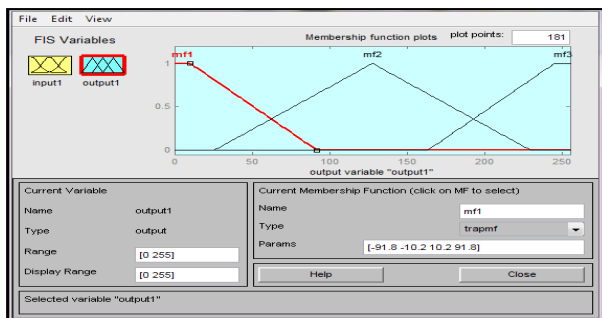 File Edit View
FIS Variables
Membership function plots
plot points:
181
input1
output1
mf1
mf2
mf3
1
0.5
0
0 50 100 150 200 250
output variable "output1"
Current Variable
Name output1
Type output
Range [0 255]
Display Range [0 255]
Current Membership Function (click on MF to select)
Name mf1
Type trapmf
Params [-91.8 -10.2 10.2 91.8]
Help
Close
Selected variable "output1"